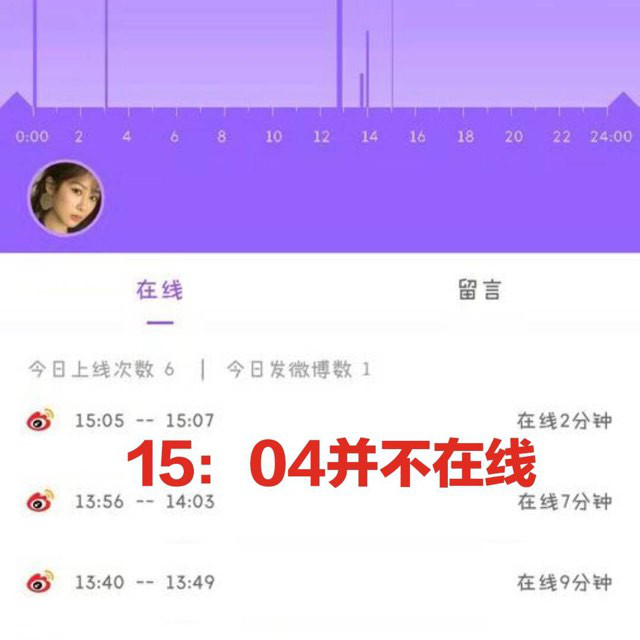 0:00 2 4 6 8 10 12 14 16 18 20 22 24:00
在线 留言
今日上线次数 6 | 今日发微博数 1
15:05 -- 15:07 在线2分钟
15：04并不在线
13:56 -- 14:03 在线7分钟
13:40 -- 13:49 在线9分钟